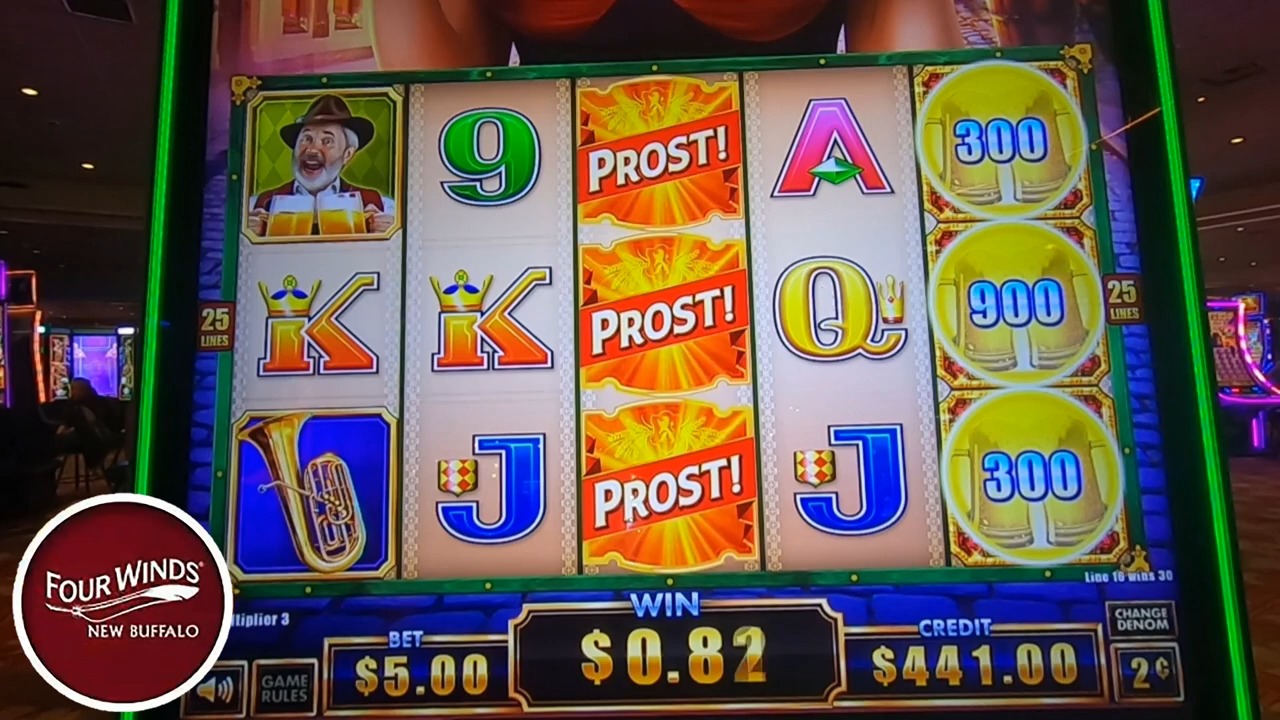 9
PROST!
A
300
K
K
PROST!
Q
900
25
LINES
25
LINES
J
PROST!
J
300
Line 16 wins 30
ltiplier 3
WIN
BET
$5.00
$0.82
CREDIT
$441.00
CHANGE
DENOM
2¢
GAME
RULES
FOUR WINDS®
NEW BUFFALO